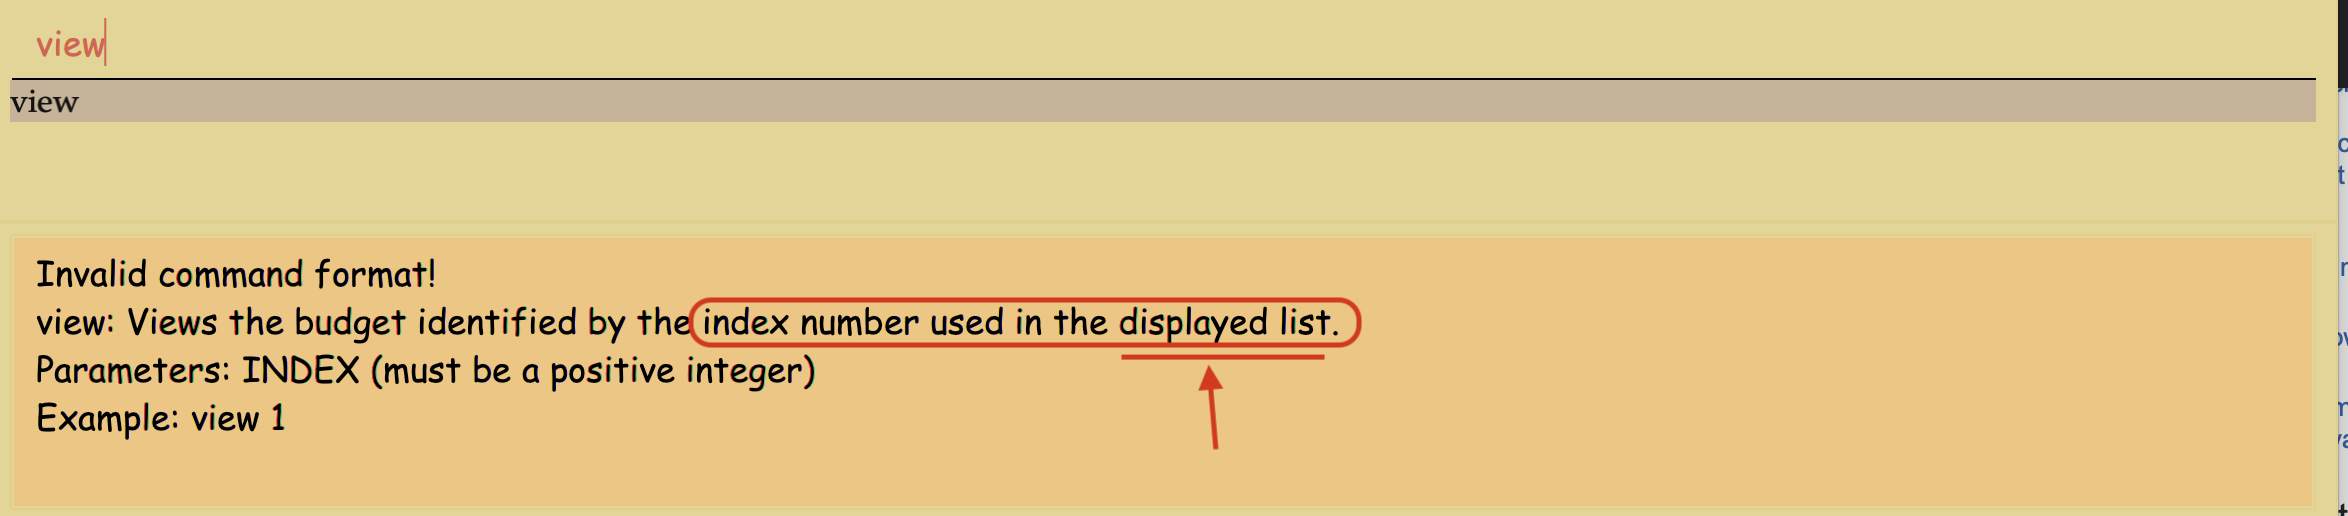 view
view
Invalid command format!
view: Views the budget identified by the index number used in the displayed list.
Parameters: INDEX (must be a positive integer)
Example: view 1